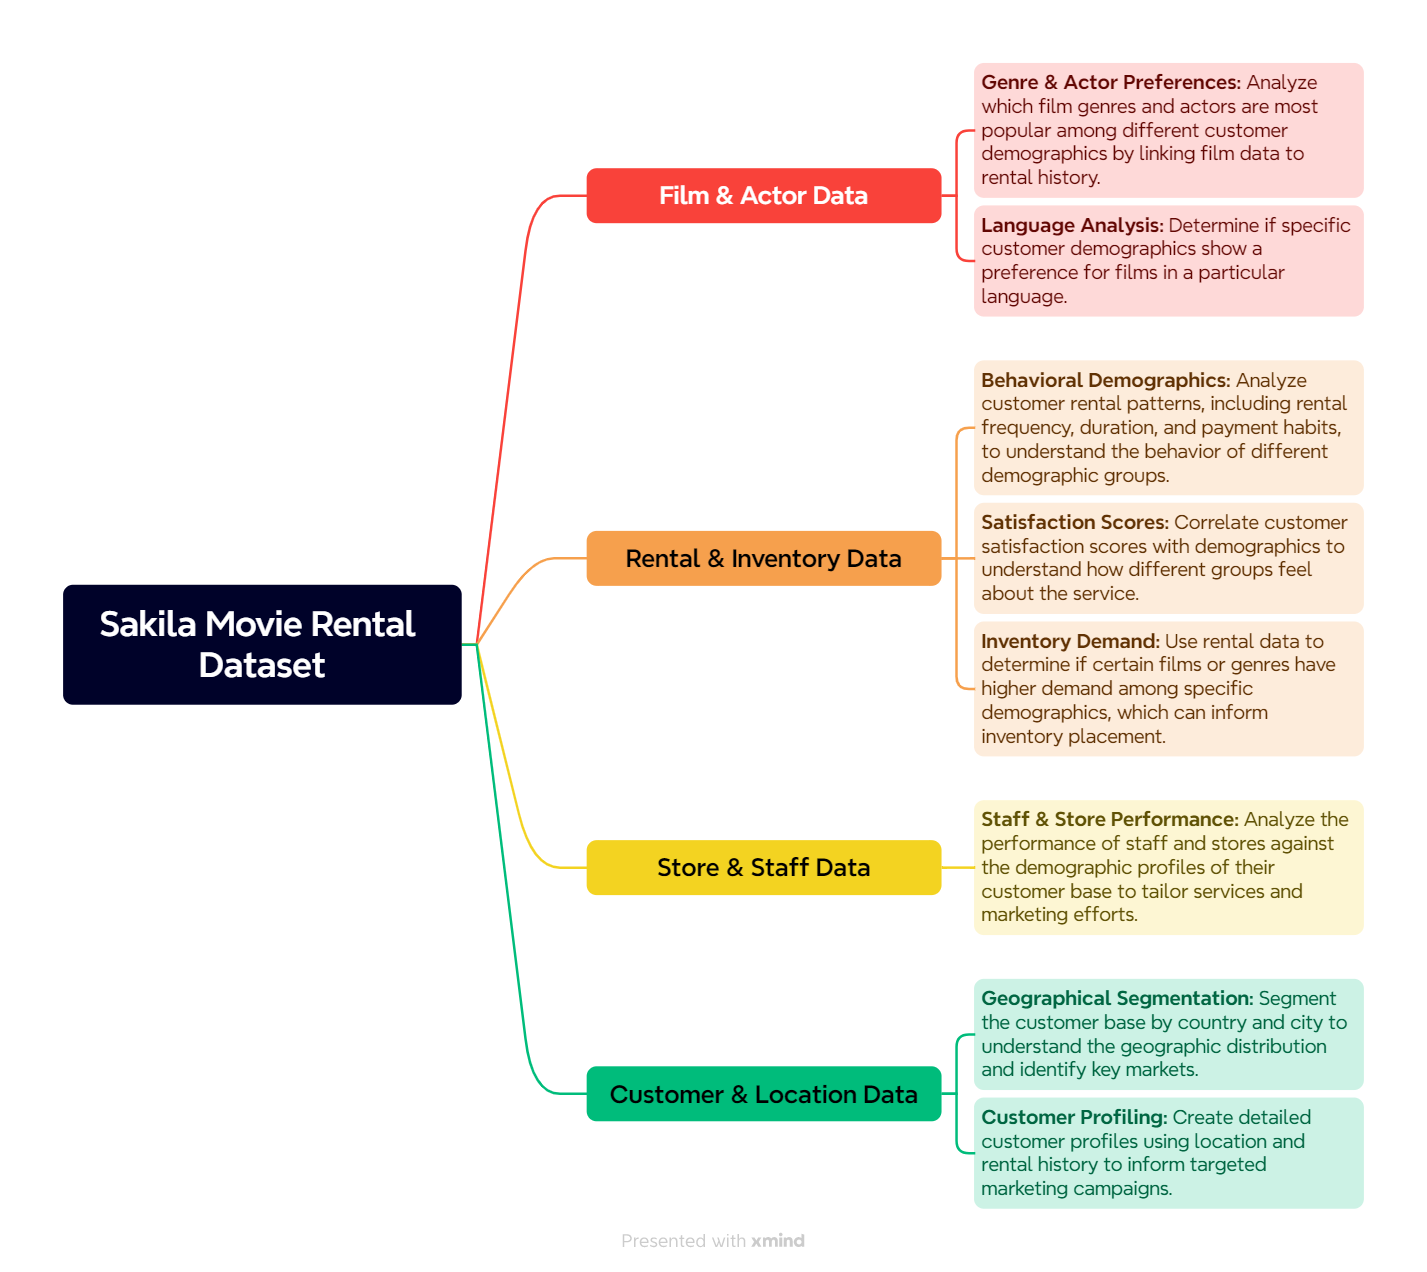 Sakila Movie Rental
Dataset
Film & Actor Data
Genre & Actor Preferences: Analyze
which film genres and actors are most
popular among different customer
demographics by linking film data to
rental history.
Language Analysis: Determine if specific
customer demographics show a
preference for films in a particular
language.
Rental & Inventory Data
Behavioral Demographics: Analyze
customer rental patterns, including rental
frequency, duration, and payment habits,
to understand the behavior of different
demographic groups.
Satisfaction Scores: Correlate customer
satisfaction scores with demographics to
understand how different groups feel
about the service.
Inventory Demand: Use rental data to
determine if certain films or genres have
higher demand among specific
demographics, which can inform
inventory placement.
Store & Staff Data
Staff & Store Performance: Analyze the
performance of staff and stores against
the demographic profiles of their
customer base to tailor services and
marketing efforts.
Customer & Location Data
Geographical Segmentation: Segment
the customer base by country and city to
understand the geographic distribution
and identify key markets.
Customer Profiling: Create detailed
customer profiles using location and
rental history to inform targeted
marketing campaigns.
Presented with xmind